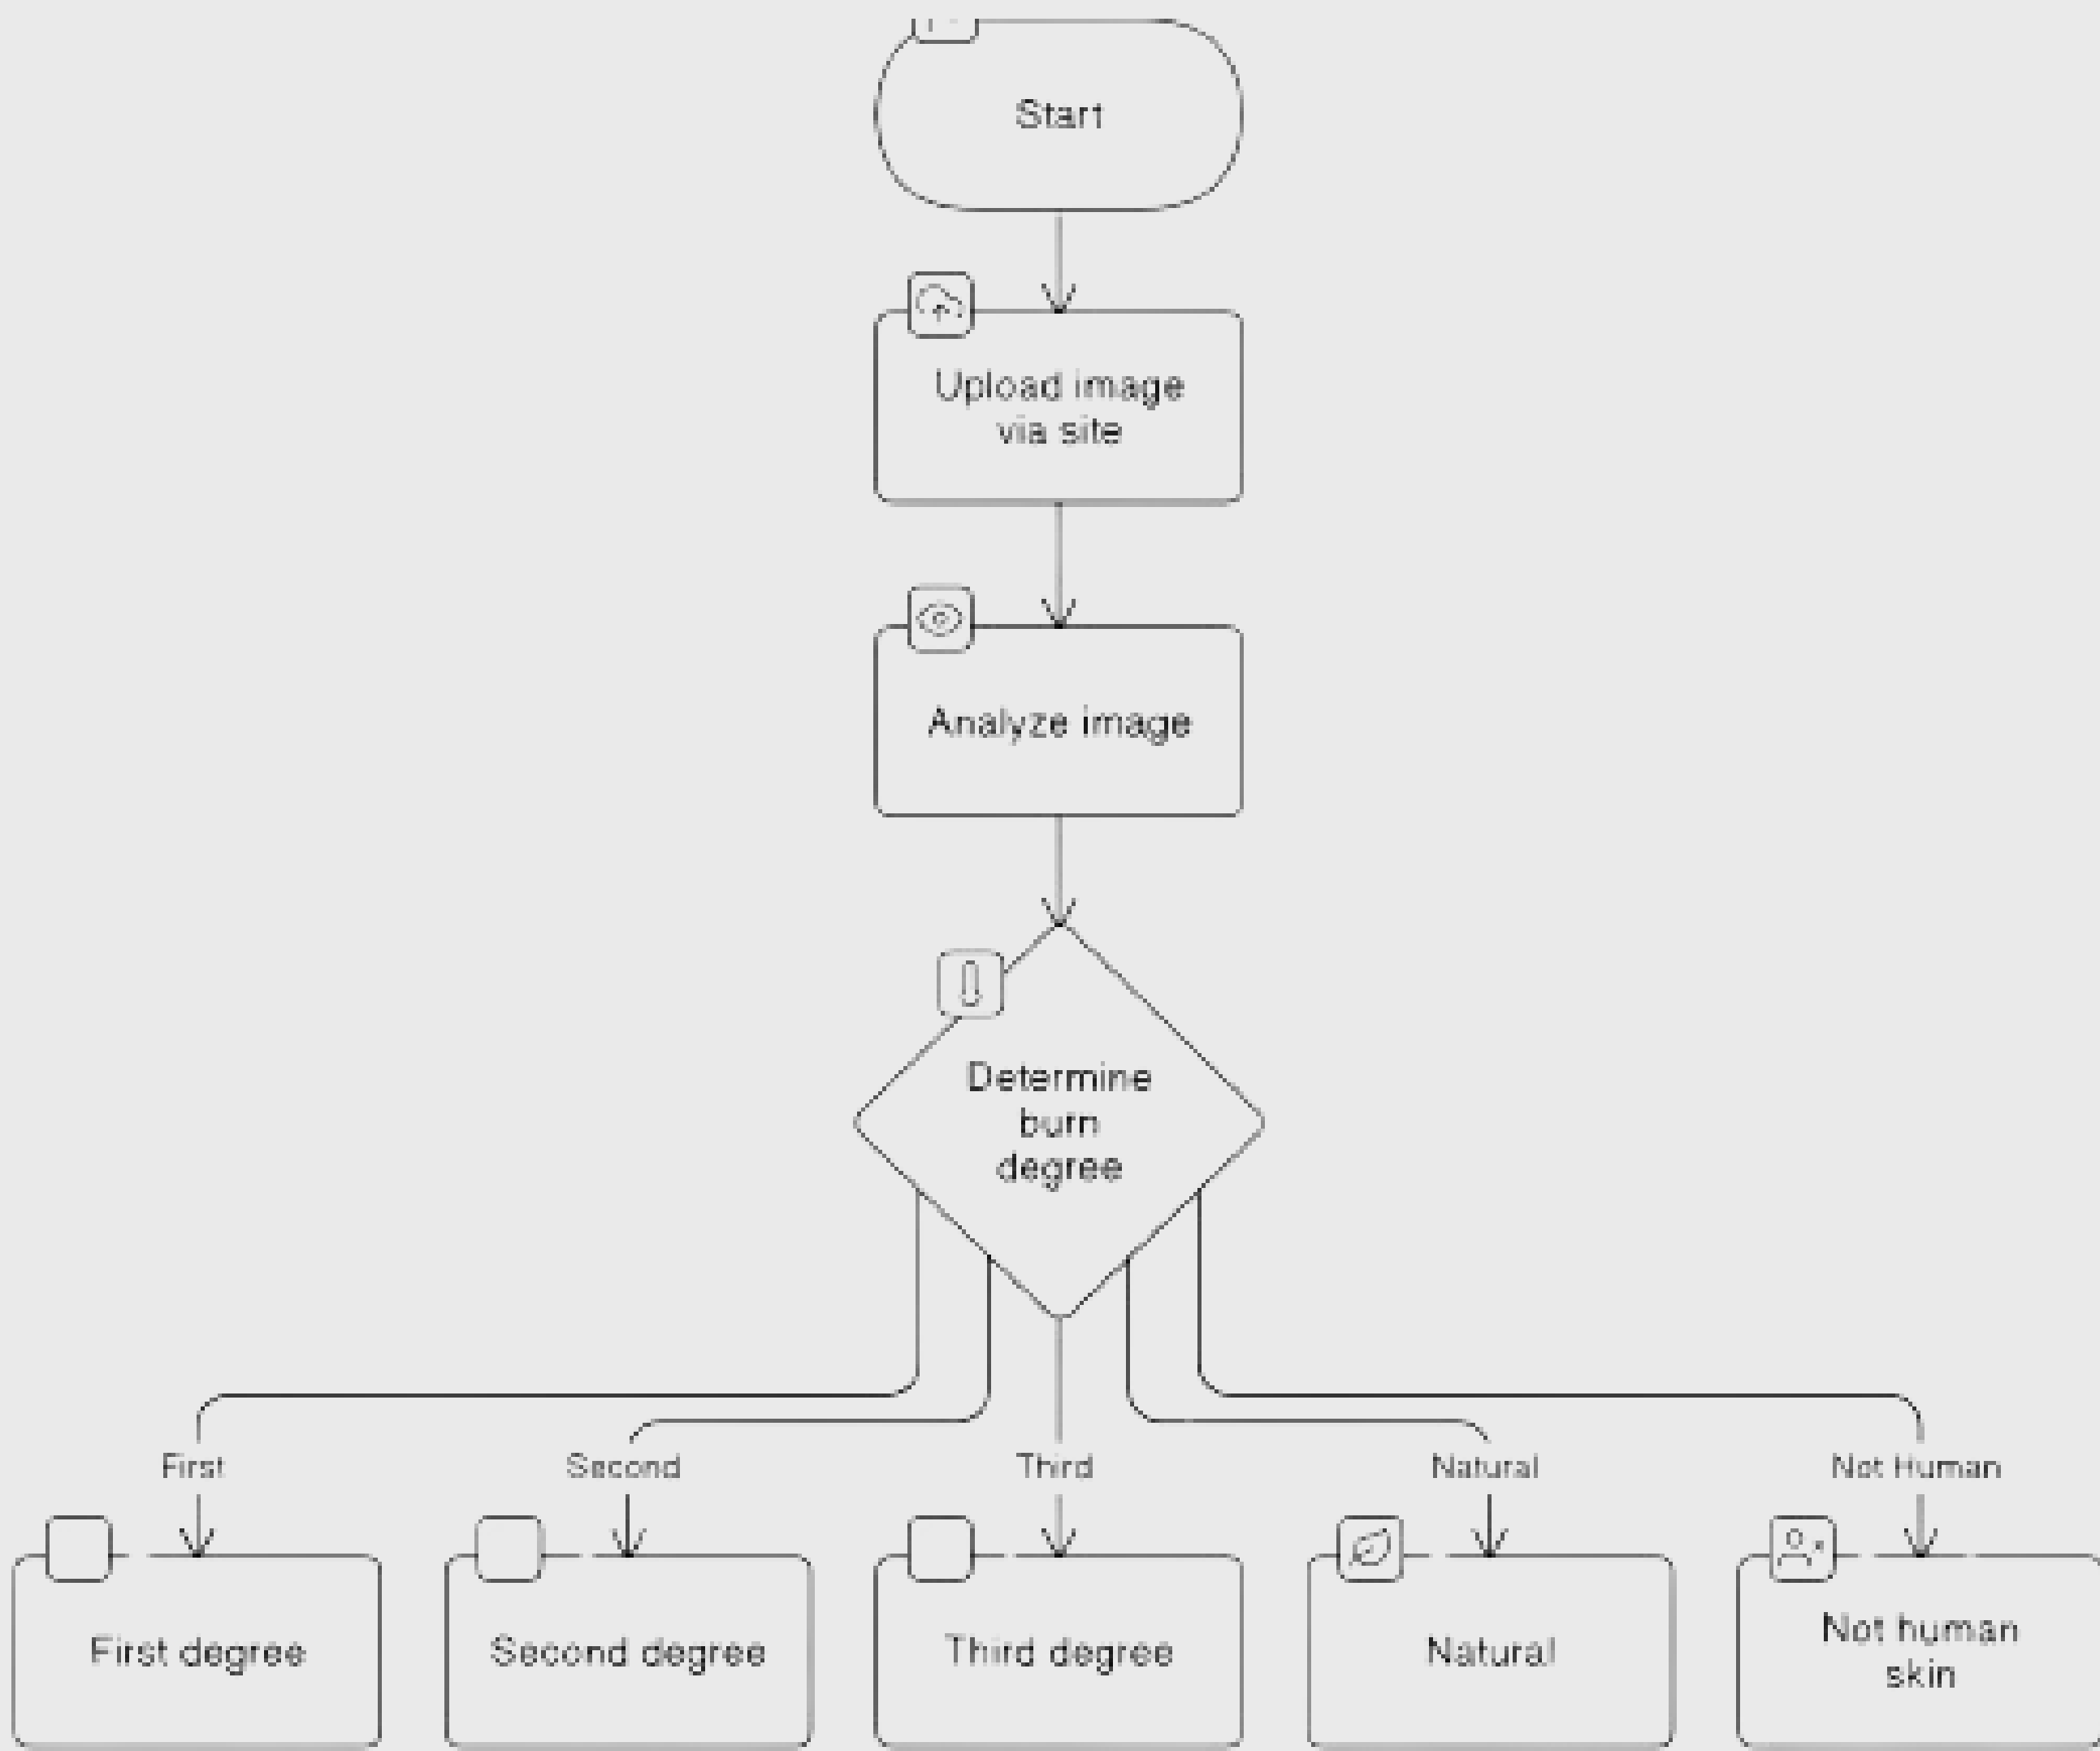 Start
Upload image
via site
Analyze image
Determine
burn
degree
First
Second
Third
Natural
Not Human
First degree
Second degree
Third degree
Natural
Not human
skin